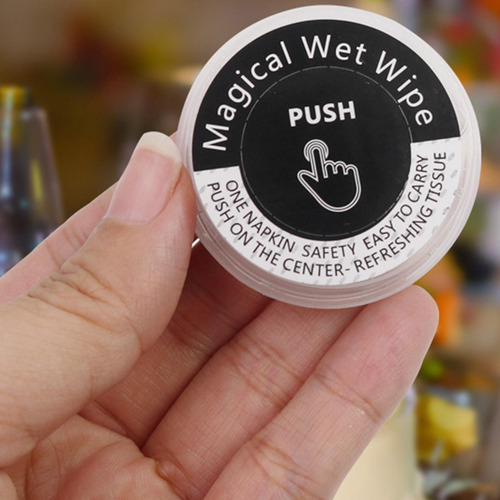 Magical Wet Wipe
PUSH
ONE NAPKIN SAFETY EASY TO CARRY
PUSH ON THE CENTER- REFRESHING TISSUE